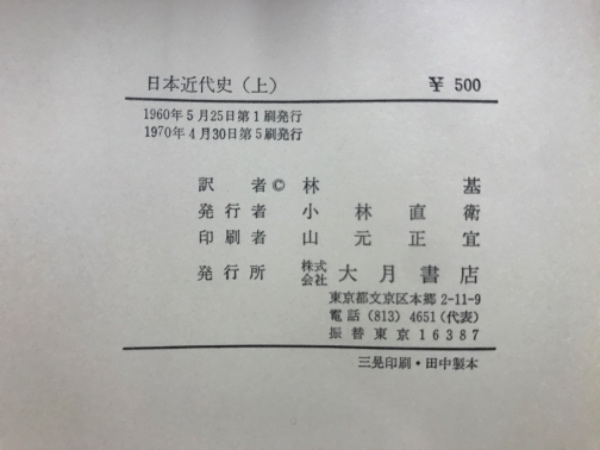 日本近代史（上） ￥ 500
1960年5月25日第1刷発行
1970年4月30日第5刷発行
訳者© 林基
発行者 小林直衛
印刷者 山元正宜
発行所 株式会社 大月書店
東京都文京区本郷 2-11-9
電話 (813) 4651 (代表)
振替東京 16387
三晃印刷・田中製本